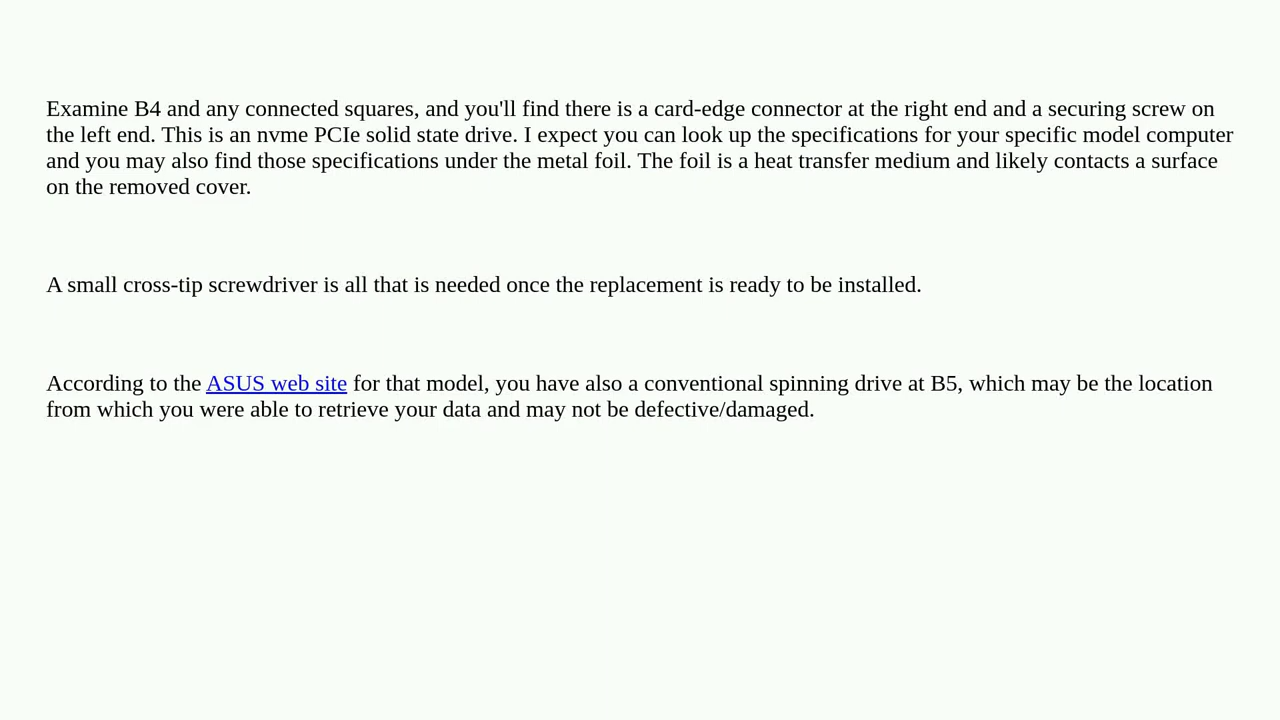 Examine B4 and any connected squares, and you'll find there is a card-edge connector at the right end and a securing screw on
the left end. This is an nvme PCIe solid state drive. I expect you can look up the specifications for your specific model computer
and you may also find those specifications under the metal foil. The foil is a heat transfer medium and likely contacts a surface
on the removed cover.
A small cross-tip screwdriver is all that is needed once the replacement is ready to be installed.
According to the ASUS web site for that model, you have also a conventional spinning drive at B5, which may be the location
from which you were able to retrieve your data and may not be defective/damaged.